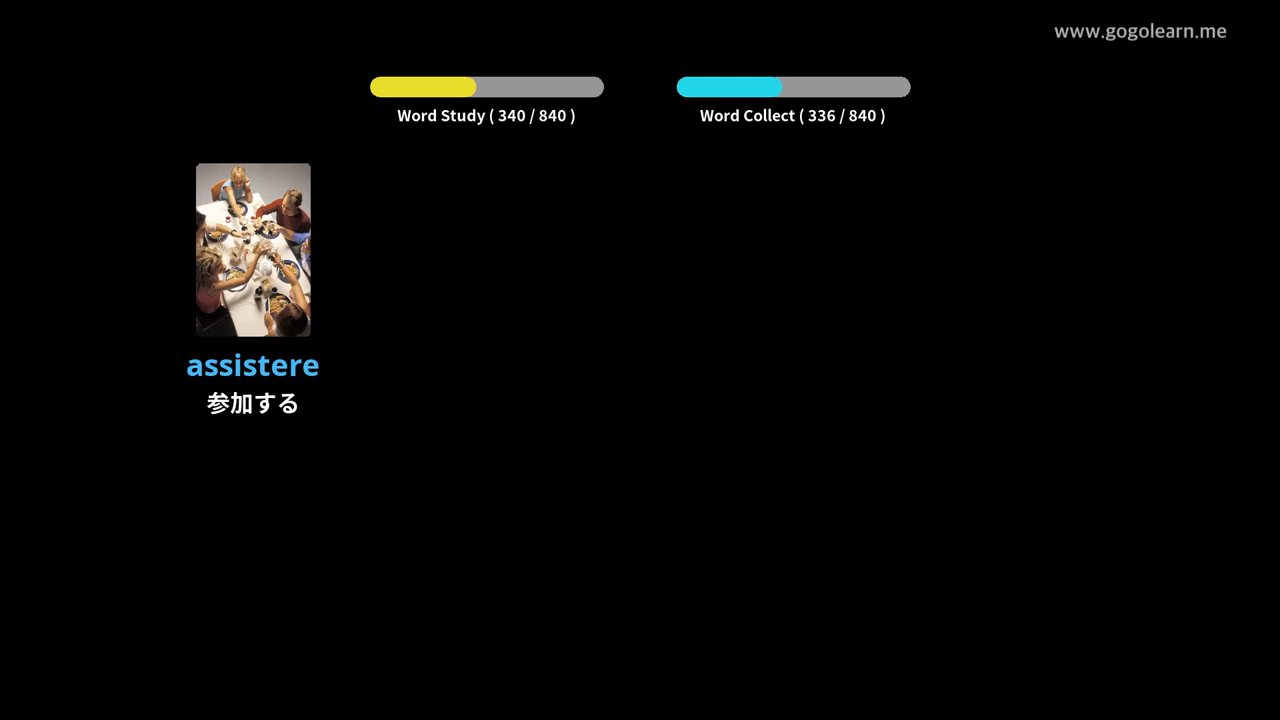 www.gogolearn.me
Word Study ( 340 / 840 )
Word Collect ( 336 / 840 )
assistere
参加する